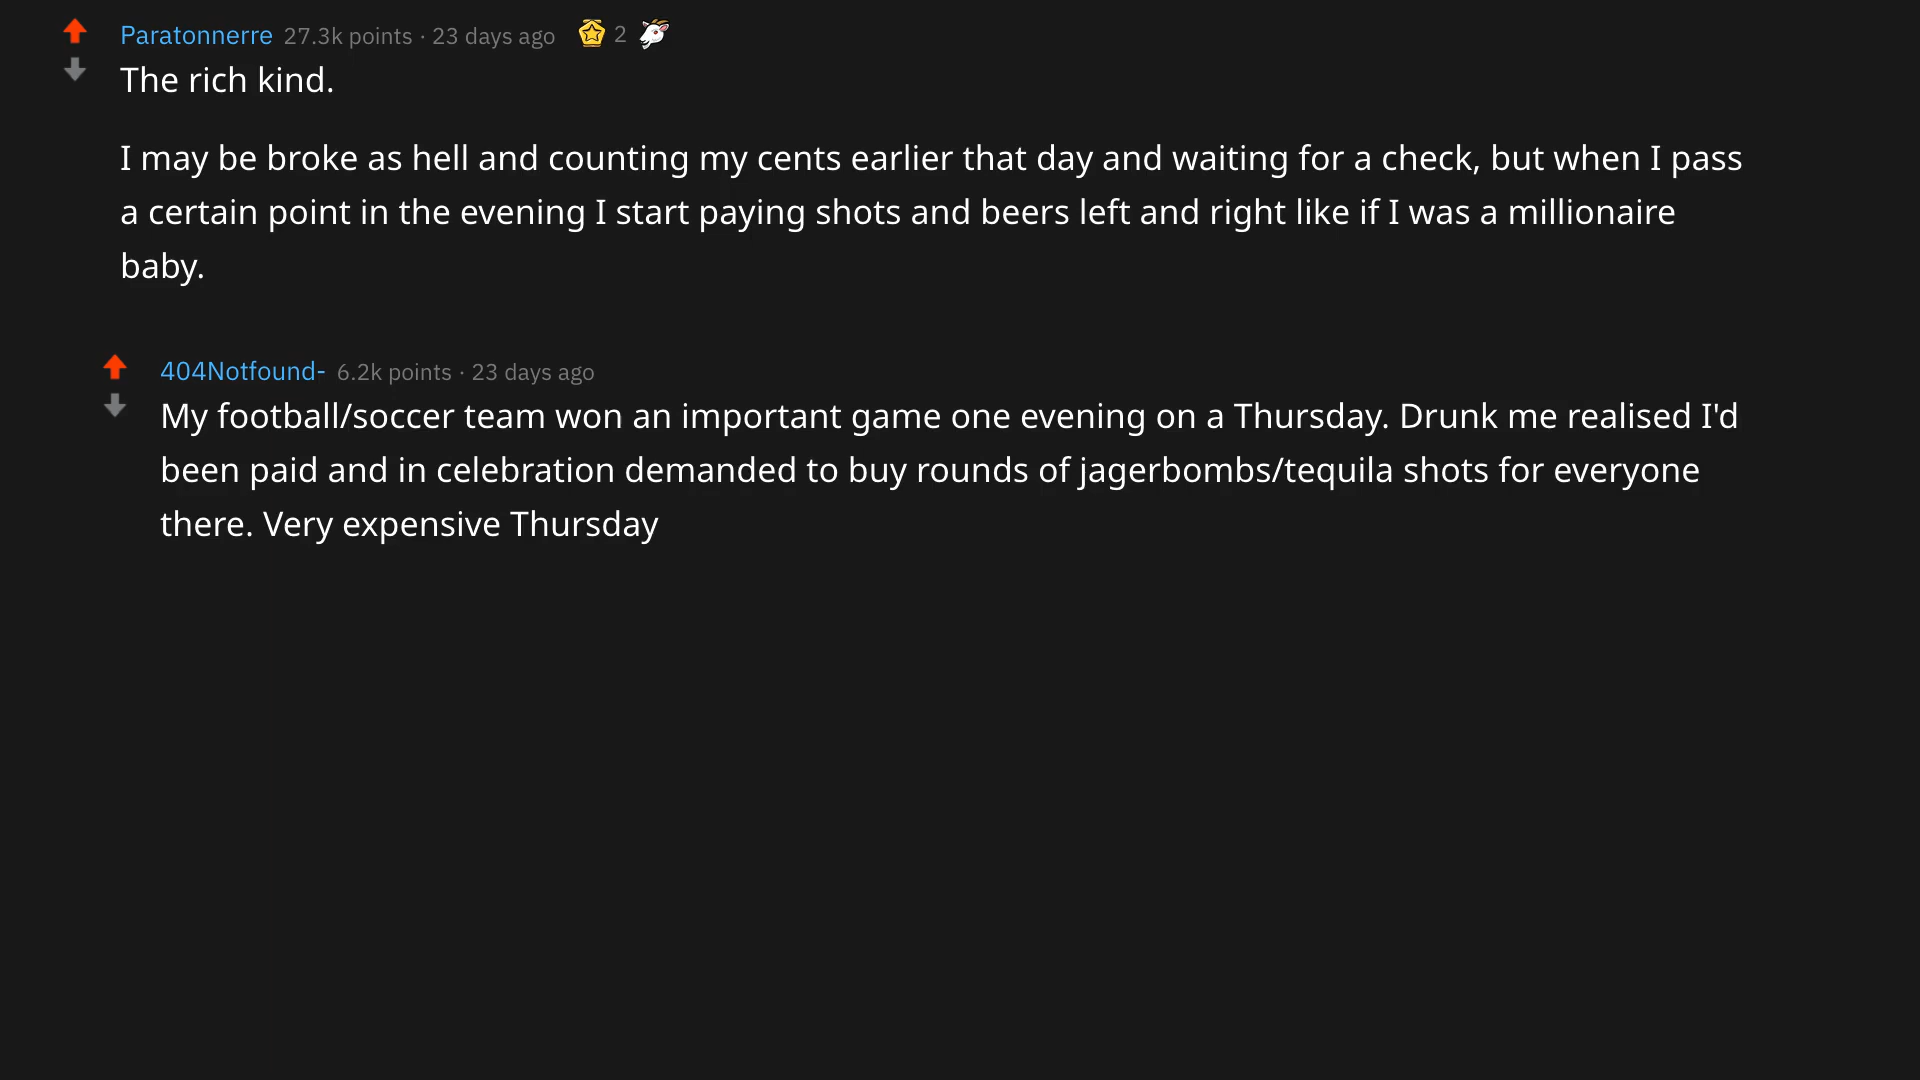 Paratonnerre 27.3k points · 23 days ago 2
The rich kind.
I may be broke as hell and counting my cents earlier that day and waiting for a check, but when I pass
a certain point in the evening I start paying shots and beers left and right like if I was a millionaire
baby.
404Notfound- 6.2k points · 23 days ago
My football/soccer team won an important game one evening on a Thursday. Drunk me realised I'd
been paid and in celebration demanded to buy rounds of jagerbombs/tequila shots for everyone
there. Very expensive Thursday